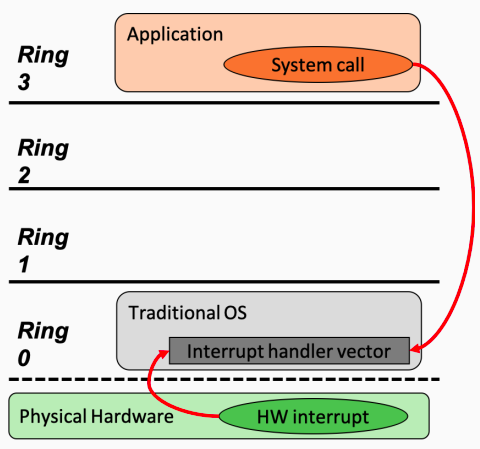 Application
Ring
3
System call
Ring
2
Ring
1
Traditional OS
Ring
0
Interrupt handler vector
Physical Hardware
HW interrupt